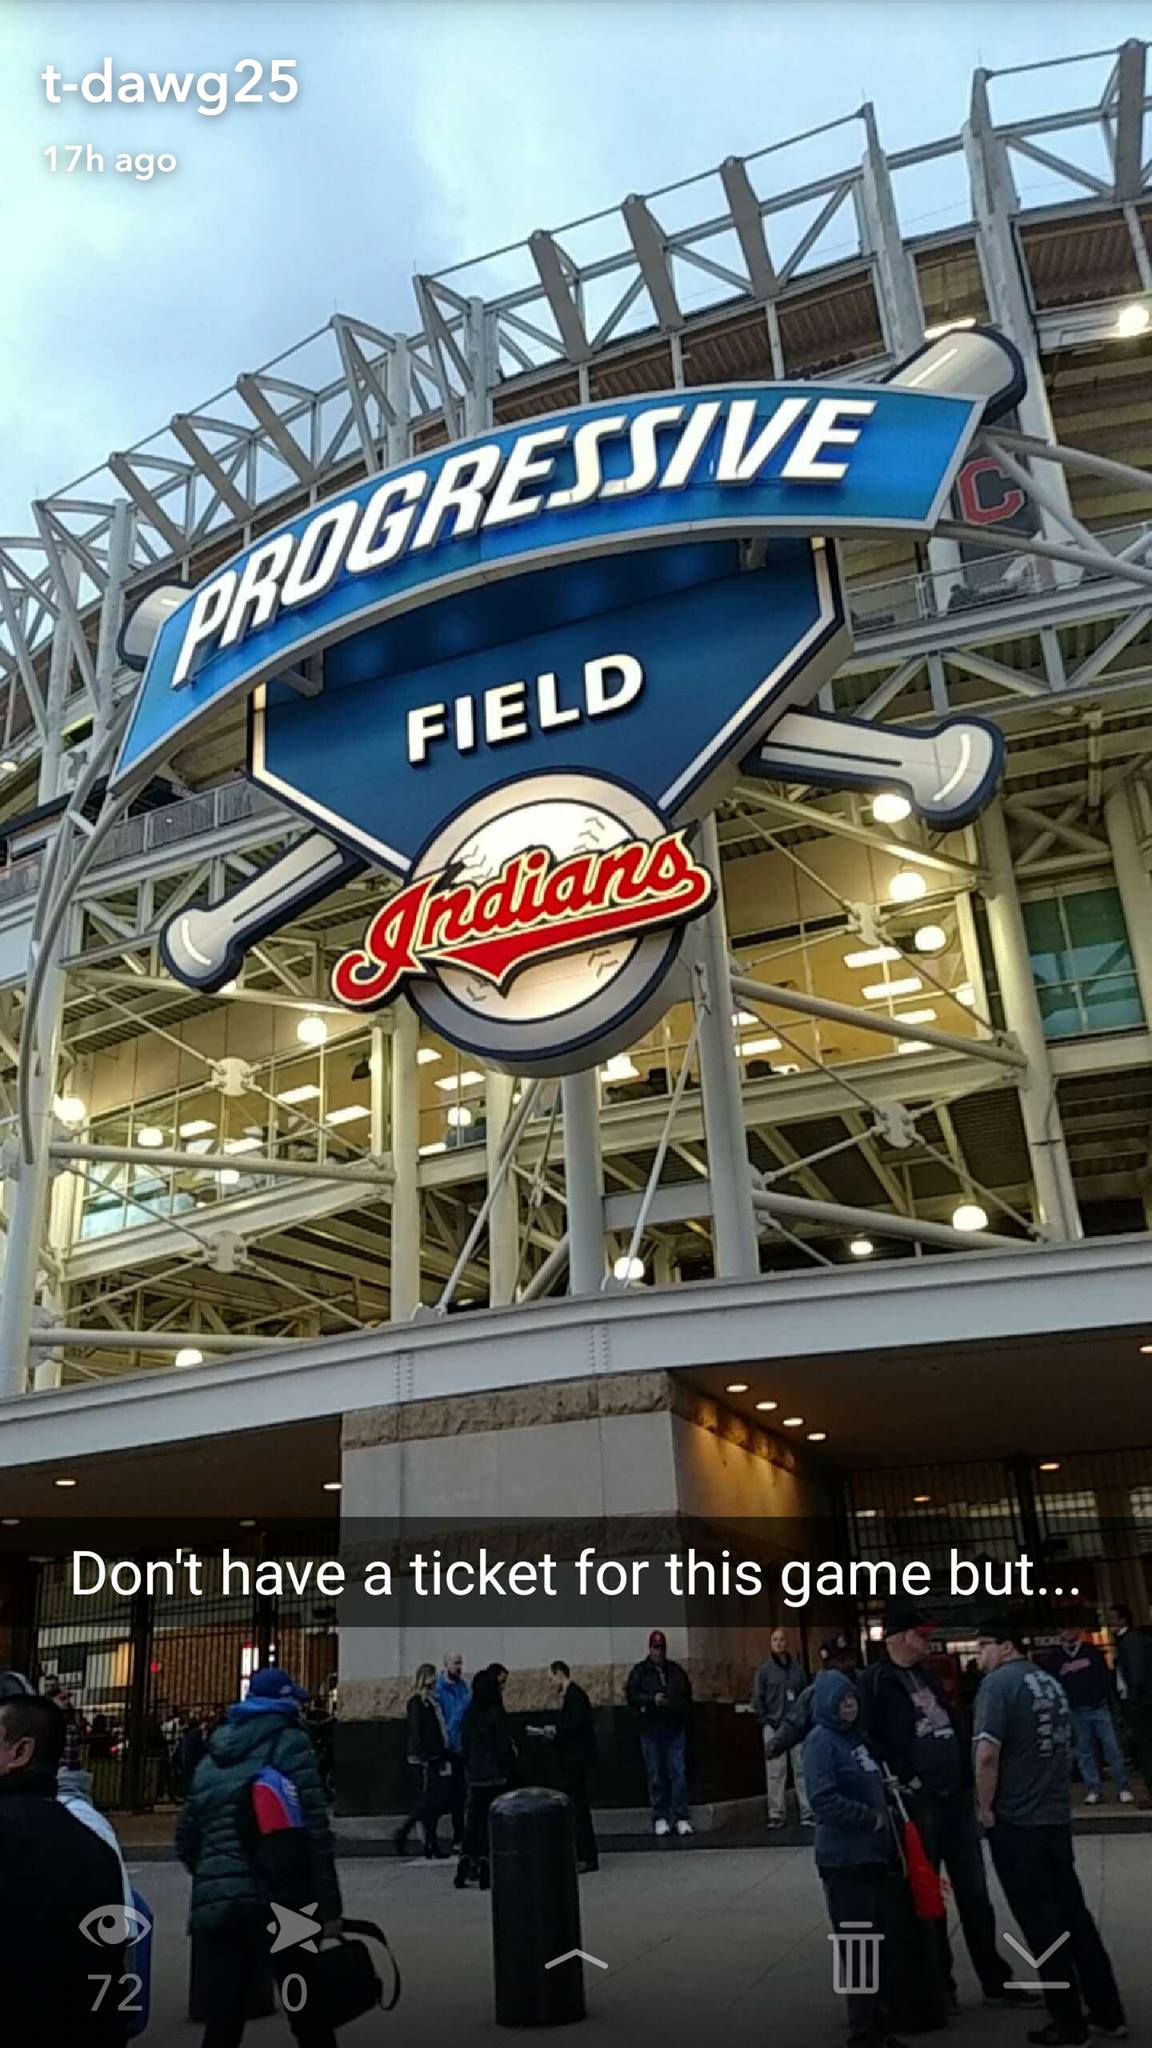 t-dawg25
17h ago
PROGRESSIVE
C
FIELD
Indians
Don't have a ticket for this game but...
72
0